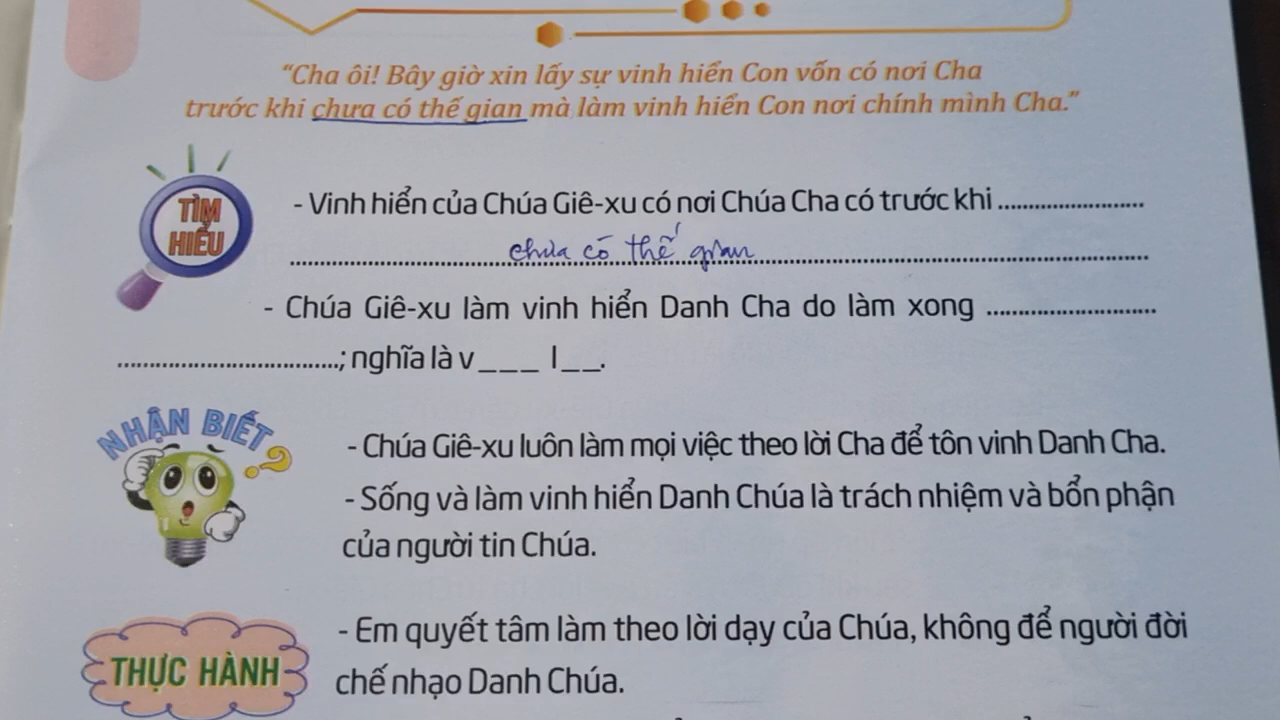 “Cha ôi! Bây giờ xin lấy sự vinh hiển Con vốn có nơi Cha
trước khi chưa có thế gian mà làm vinh hiển Con nơi chính mình Cha.”
TÌM
HIỂU
- Vinh hiển của Chúa Giê-xu có nơi Chúa Cha có trước khi ........................
chưa có thế gian
- Chúa Giê-xu làm vinh hiển Danh Cha do làm xong ............................
.....................................; nghĩa là v _ _ _ l _ _.
NHẬN BIẾT ?
- Chúa Giê-xu luôn làm mọi việc theo lời Cha để tôn vinh Danh Cha.
- Sống và làm vinh hiển Danh Chúa là trách nhiệm và bổn phận
của người tin Chúa.
THỰC HÀNH
- Em quyết tâm làm theo lời dạy của Chúa, không để người đời
chế nhạo Danh Chúa.